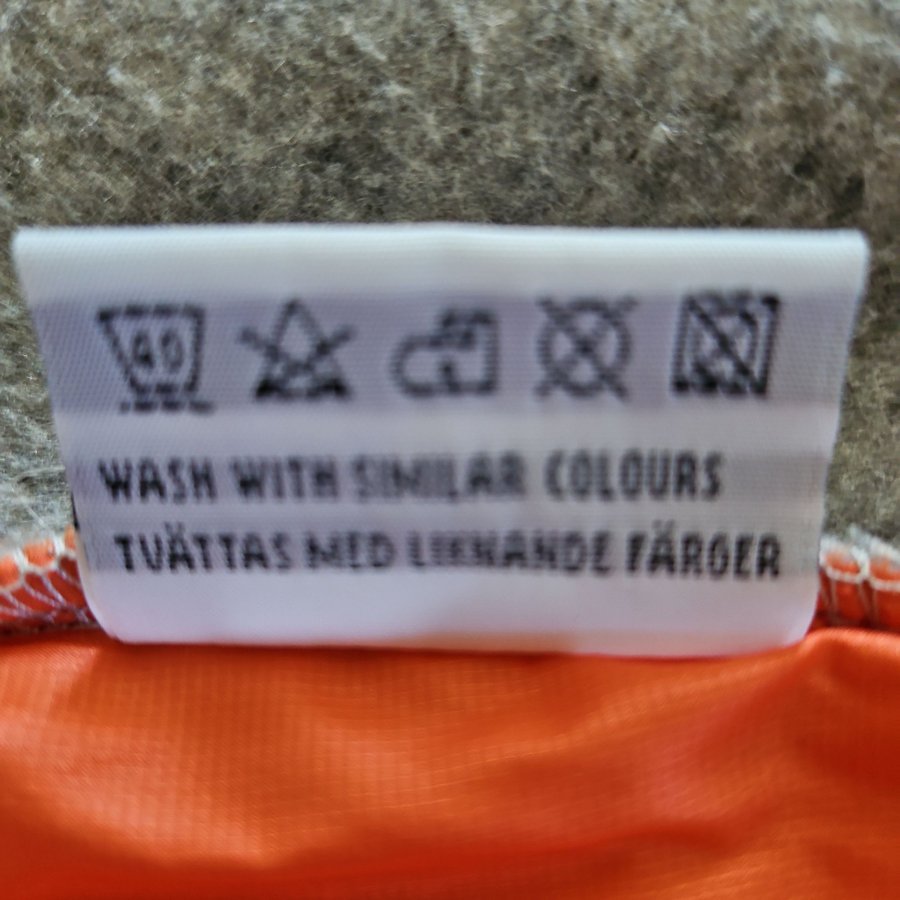 40
WASH WITH SIMILAR COLOURS
TVÄTTAS MED LIKNANDE FÄRGER